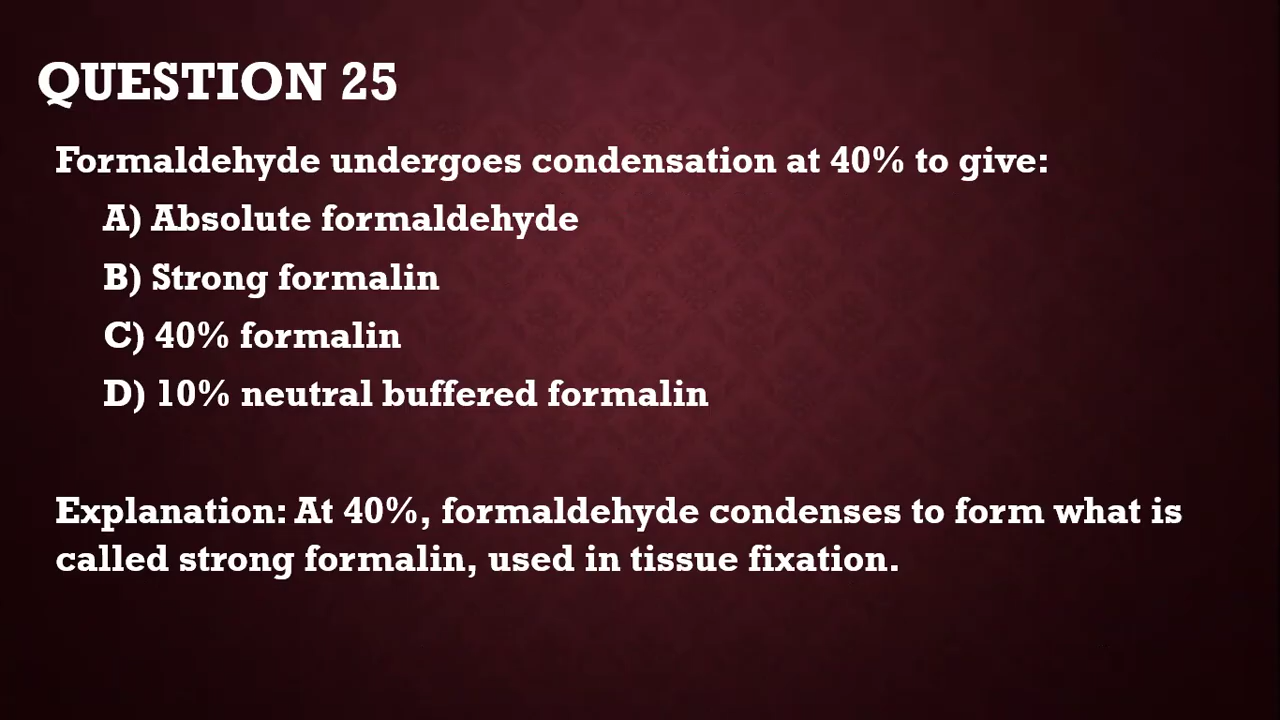 QUESTION 25
Formaldehyde undergoes condensation at 40% to give:
A) Absolute formaldehyde
B) Strong formalin
C) 40% formalin
D) 10% neutral buffered formalin
Explanation: At 40%, formaldehyde condenses to form what is
called strong formalin, used in tissue fixation.